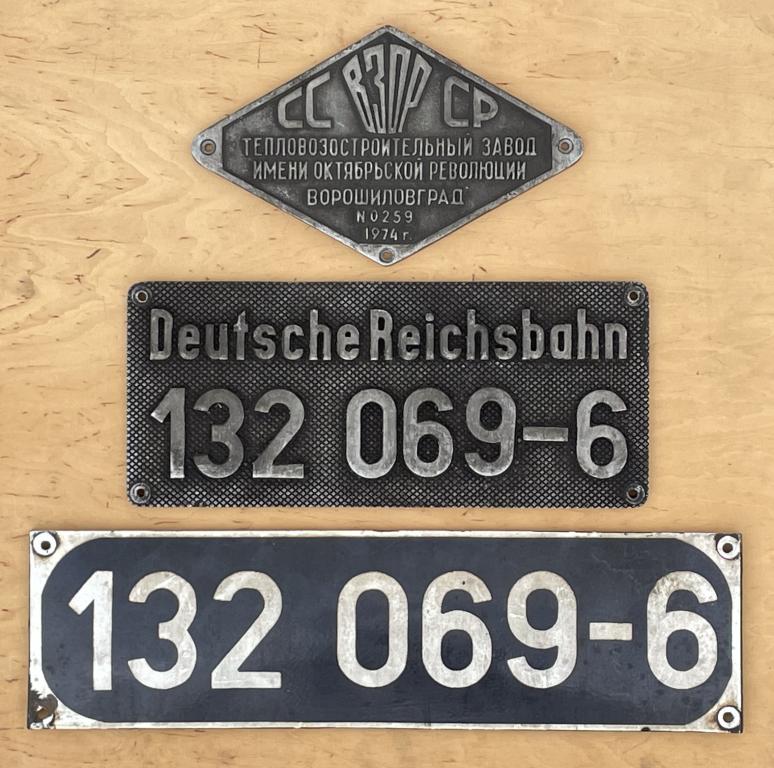 СС ВЗОР СР
ТЕПЛОВОЗОСТРОИТЕЛЬНЫЙ ЗАВОД
ИМЕНИ ОКТЯБРЬСКОЙ РЕВОЛЮЦИИ
ВОРОШИЛОВГРАД
N0259
1974 г.
Deutsche Reichsbahn
132 069-6
132 069-6